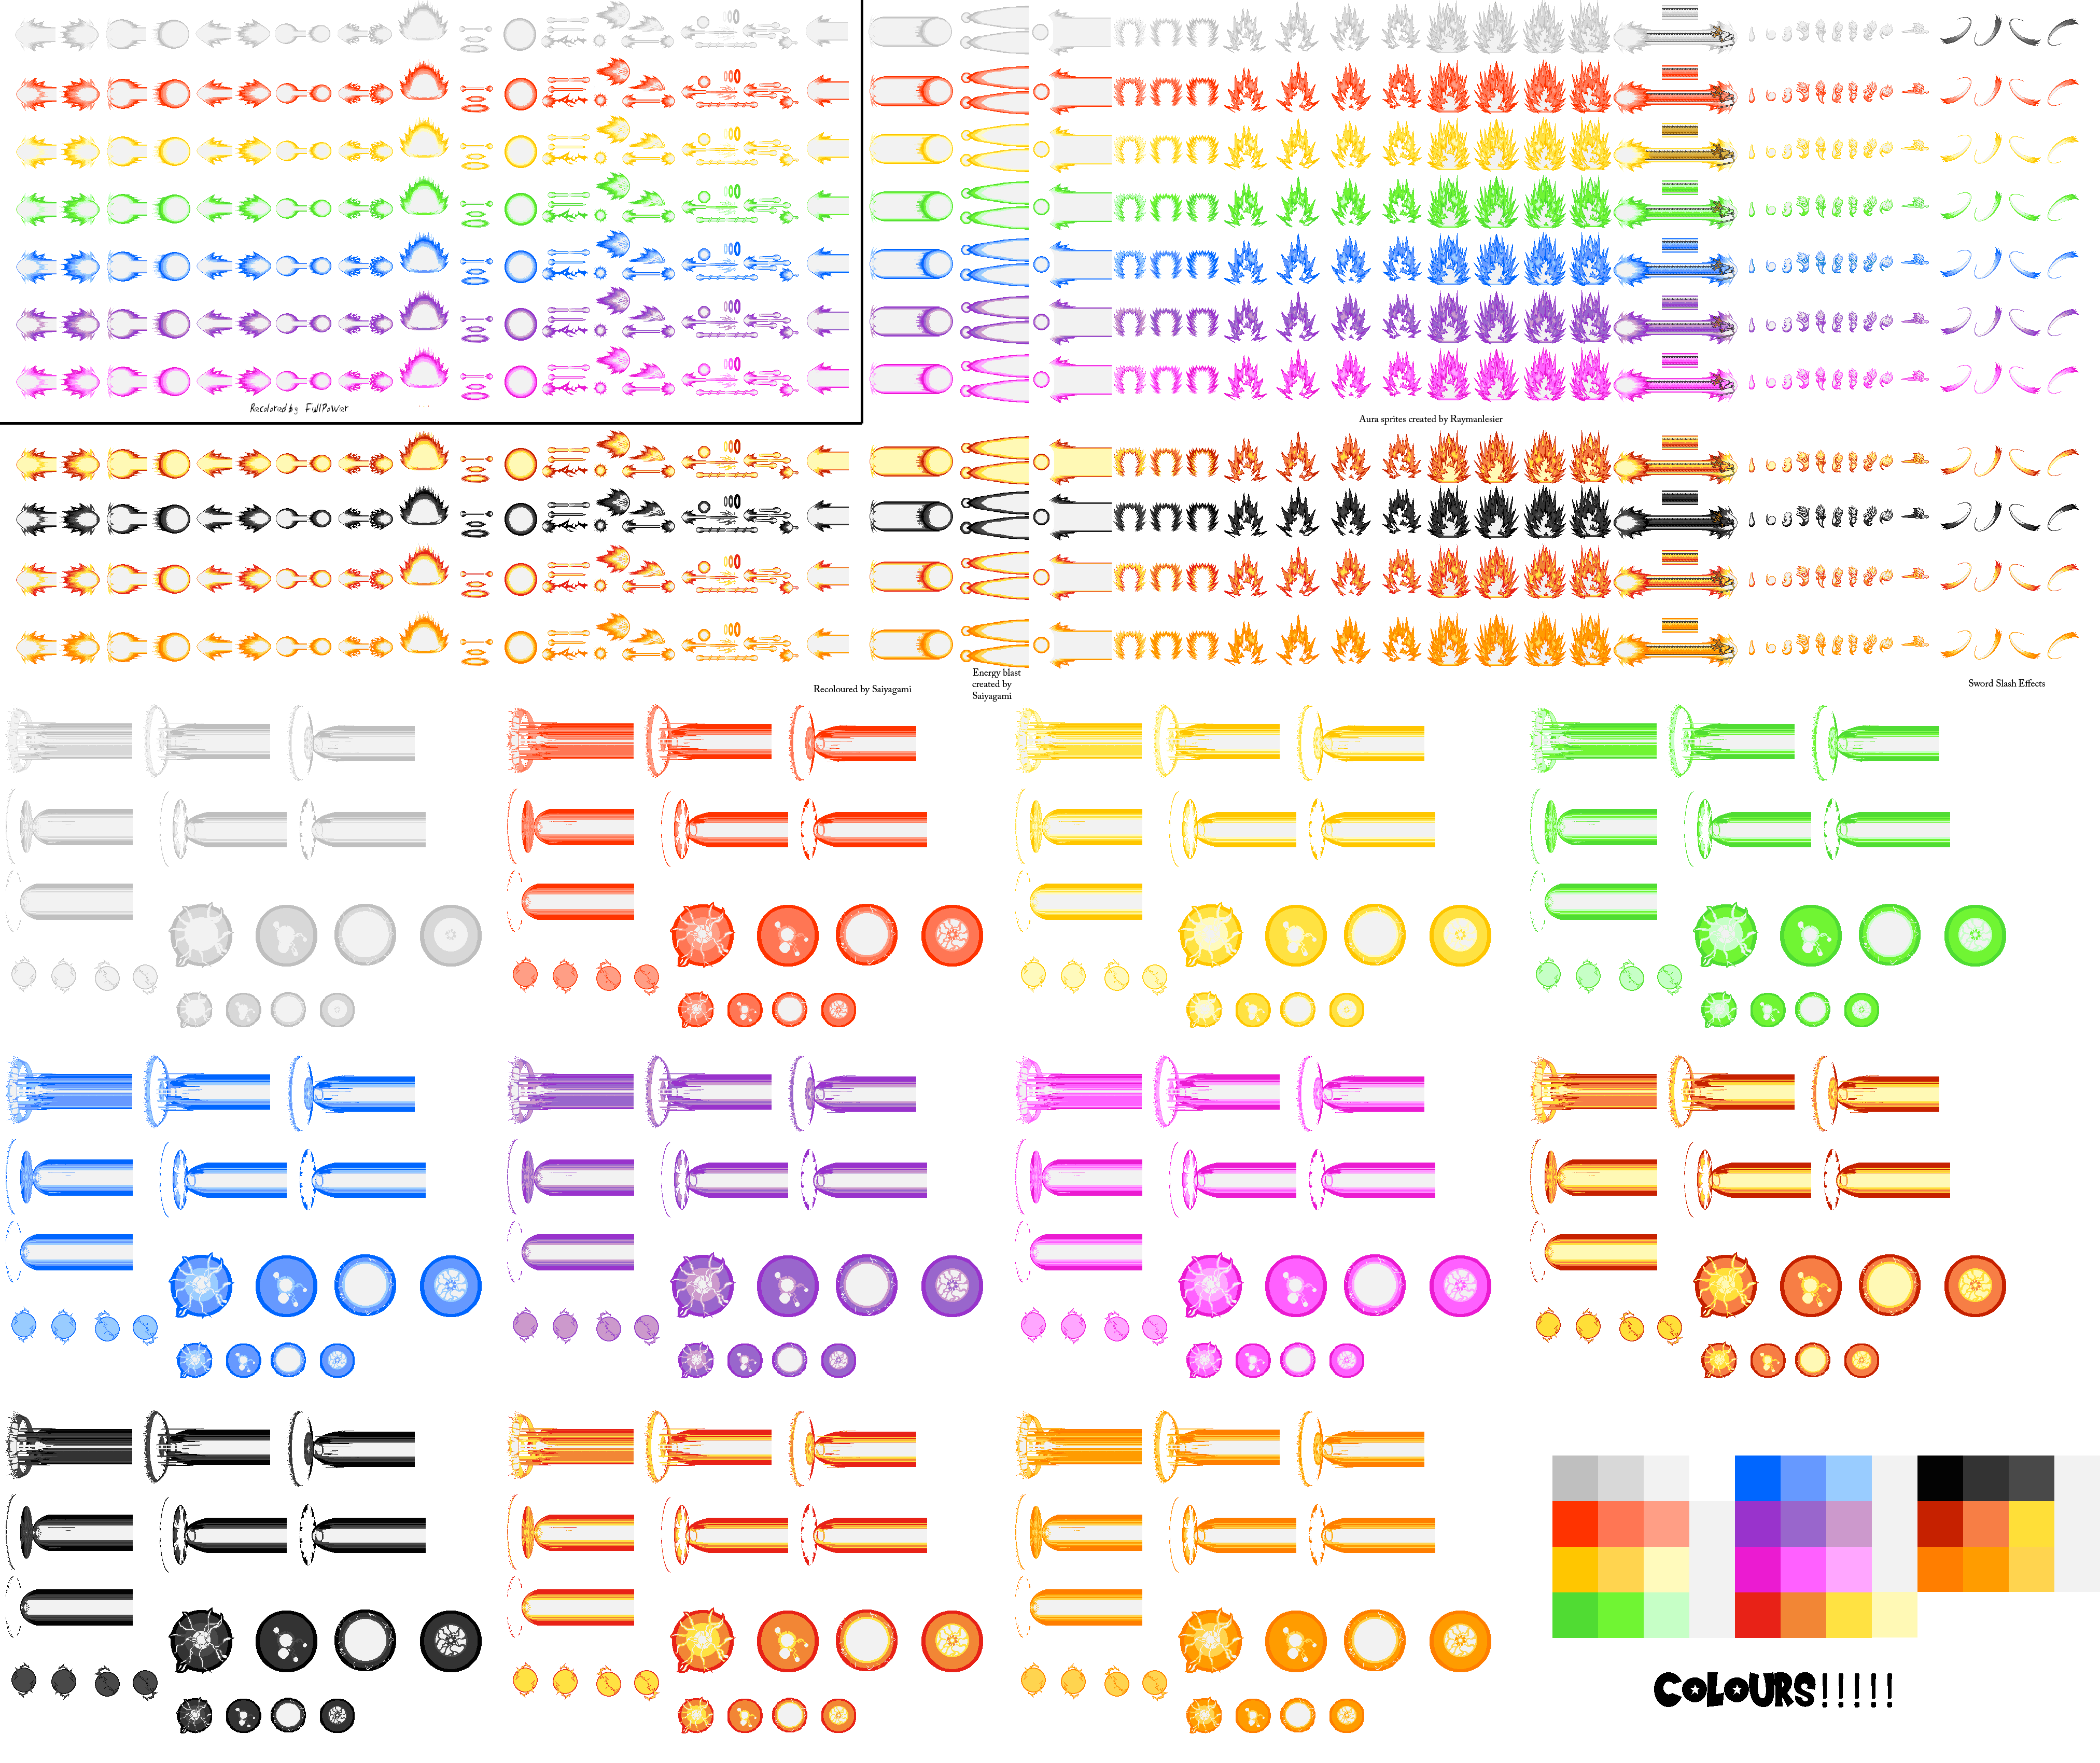 Recolored by FullPower
Aura sprites created by Raymanlesier
Energy blast
created by
Saiyagami
Recoloured by Saiyagami
Sword Slash Effects
COLOURS!!!!!